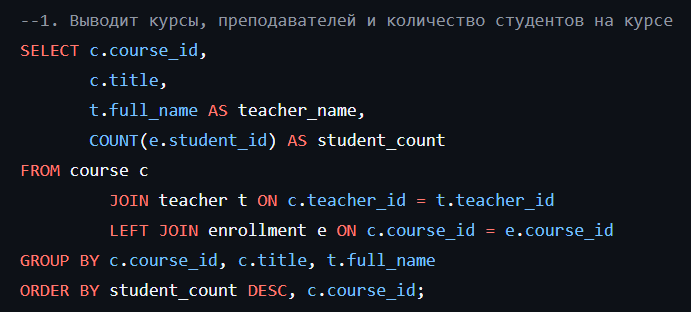 --1. Выводит курсы, преподавателей и количество студентов на курсе
SELECT c.course_id,
       c.title,
       t.full_name AS teacher_name,
       COUNT(e.student_id) AS student_count
FROM course c
         JOIN teacher t ON c.teacher_id = t.teacher_id
         LEFT JOIN enrollment e ON c.course_id = e.course_id
GROUP BY c.course_id, c.title, t.full_name
ORDER BY student_count DESC, c.course_id;